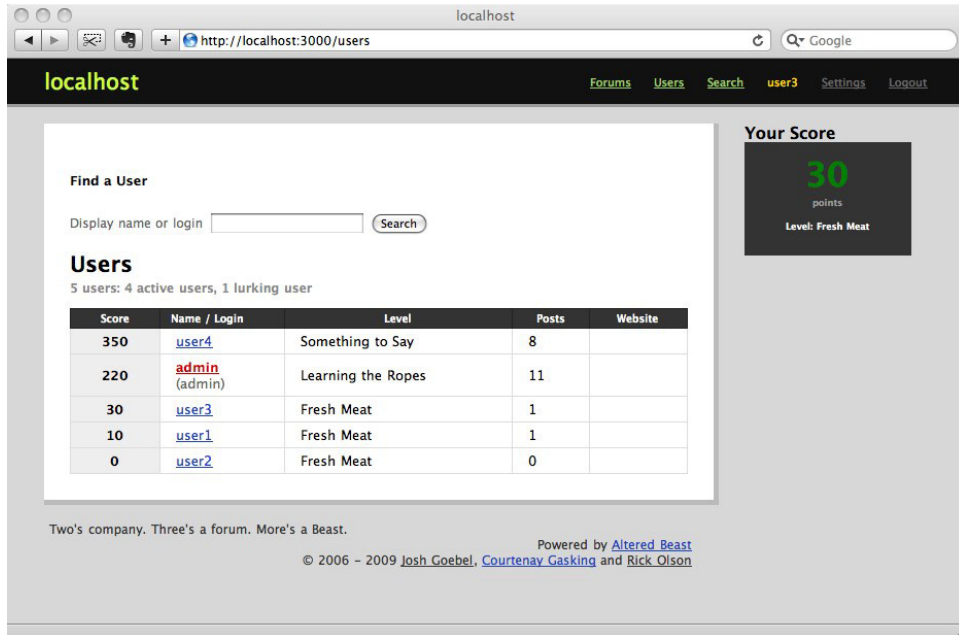 localhost
http://localhost:3000/users
Google
localhost
Forums Users Search user3 Settings Logout
Find a User
Display name or login Search
Users
5 users: 4 active users, 1 lurking user
Score Name / Login Level Posts Website
350 user4 Something to Say 8
220 admin (admin) Learning the Ropes 11
30 user3 Fresh Meat 1
10 user1 Fresh Meat 1
0 user2 Fresh Meat 0
Your Score
30
points
Level: Fresh Meat
Two's company. Three's a forum. More's a Beast.
Powered by Altered Beast
© 2006 – 2009 Josh Goebel, Courtenay Gasking and Rick Olson